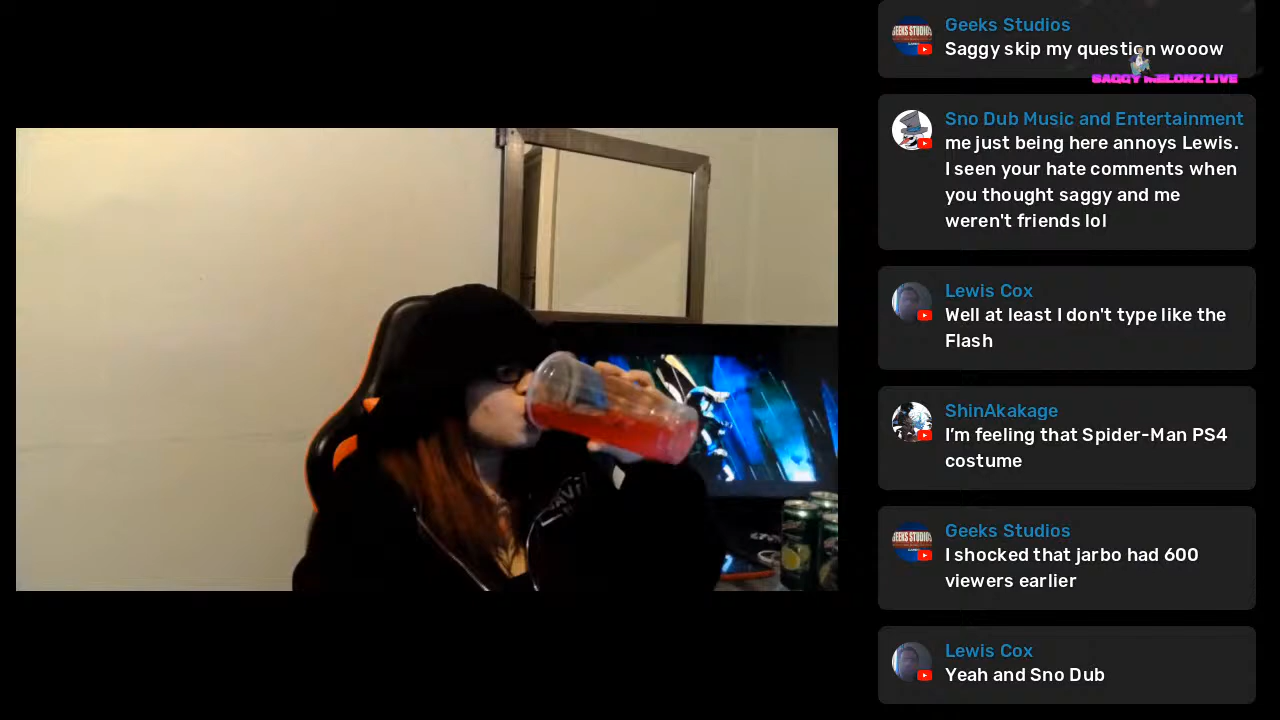 Geeks Studios
Saggy skip my question wooow
SAGGY MELONZ LIVE
Sno Dub Music and Entertainment
me just being here annoys Lewis.
I seen your hate comments when
you thought saggy and me
weren't friends lol
Lewis Cox
Well at least I don't type like the
Flash
ShinAkakage
I’m feeling that Spider-Man PS4
costume
Geeks Studios
I shocked that jarbo had 600
viewers earlier
Lewis Cox
Yeah and Sno Dub